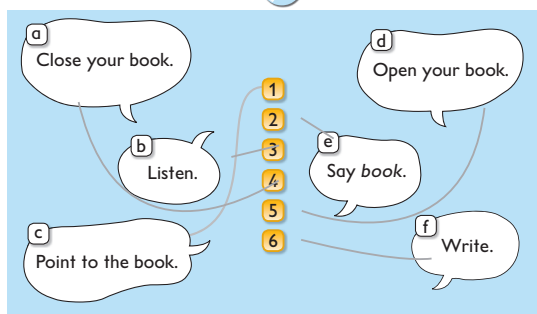 a
Close your book.
d
Open your book.
1
2
b
Listen.
3
e
Say book.
4
5
c
Point to the book.
6
f
Write.